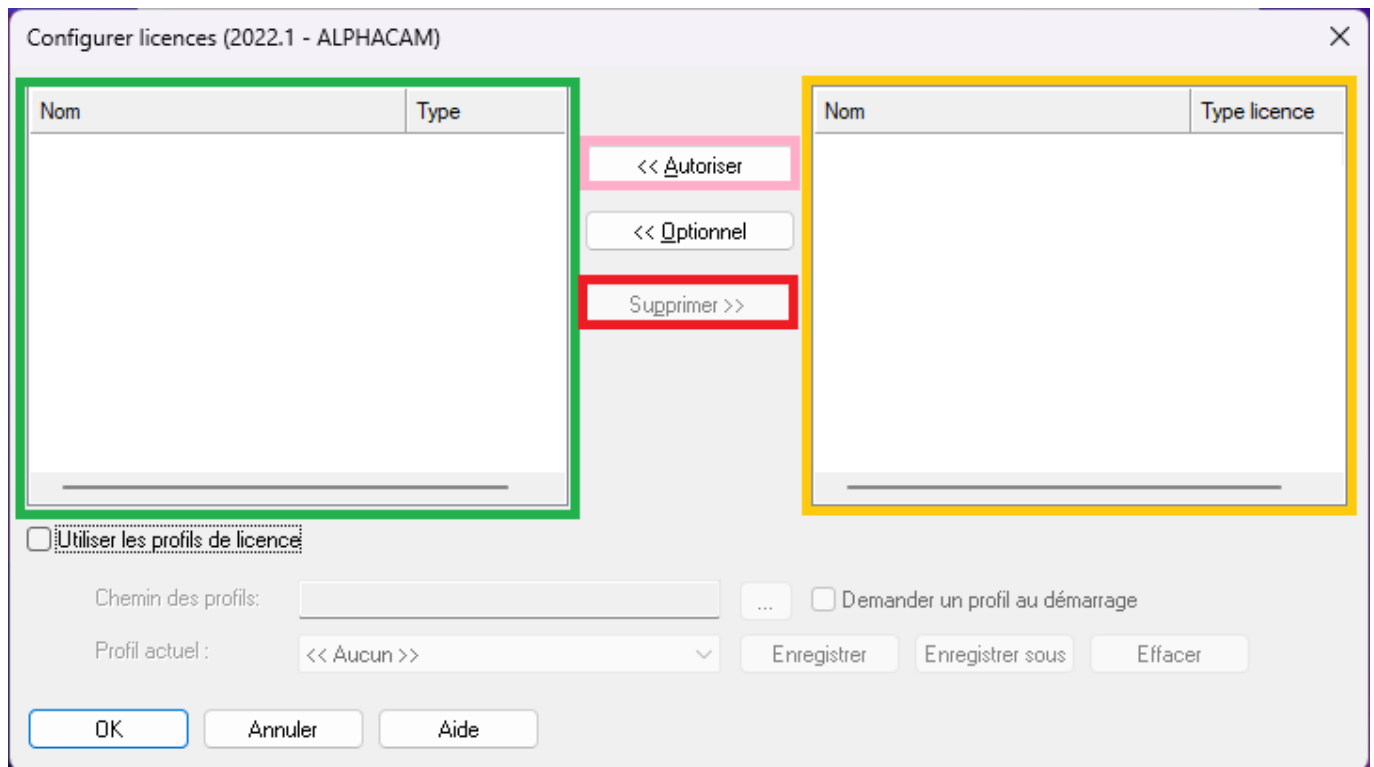 Configurer licences (2022.1 - ALPHACAM)
Nom Type
Nom Type licence
<< Autoriser
<< Optionnel
Supprimer >>
Utiliser les profils de licence
Chemin des profils: ... Demander un profil au démarrage
Profil actuel : << Aucun >> Enregistrer Enregistrer sous Effacer
OK Annuler Aide